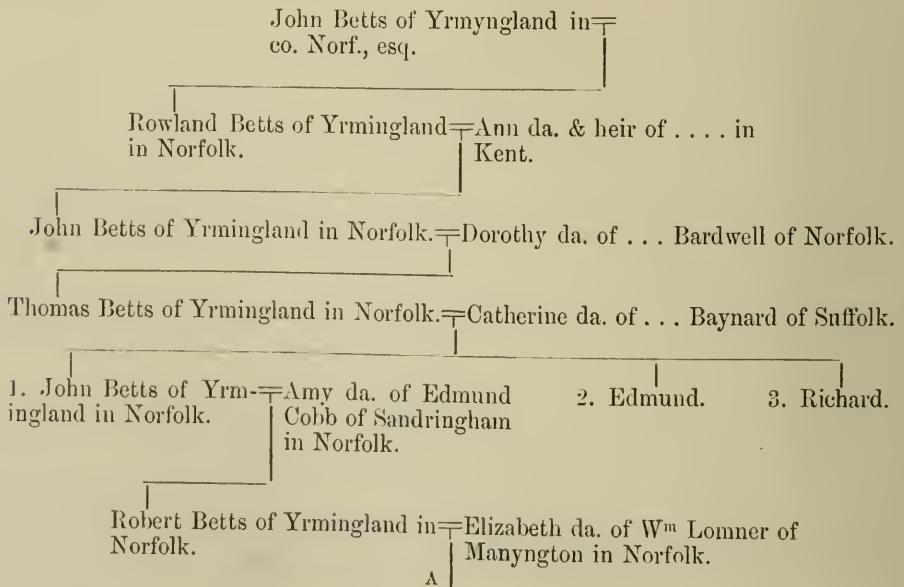 John Betts of Yrmyngland in
co. Norf., esq.
Rowland Betts of Yrmingland Ann da. & heir of . . . . in
in Norfolk. Kent.
John Betts of Yrmingland in Norfolk. Dorothy da. of . . . Bardwell of Norfolk.
Thomas Betts of Yrmingland in Norfolk. Catherine da. of . . . Baynard of Suffolk.
1. John Betts of Yrm- Amy da. of Edmund 2. Edmund. 3. Richard.
ingland in Norfolk. Cobb of Sandringham
in Norfolk.
Robert Betts of Yrmingland in Elizabeth da. of Wᵐ Lomner of
Norfolk. Manyngton in Norfolk.
A